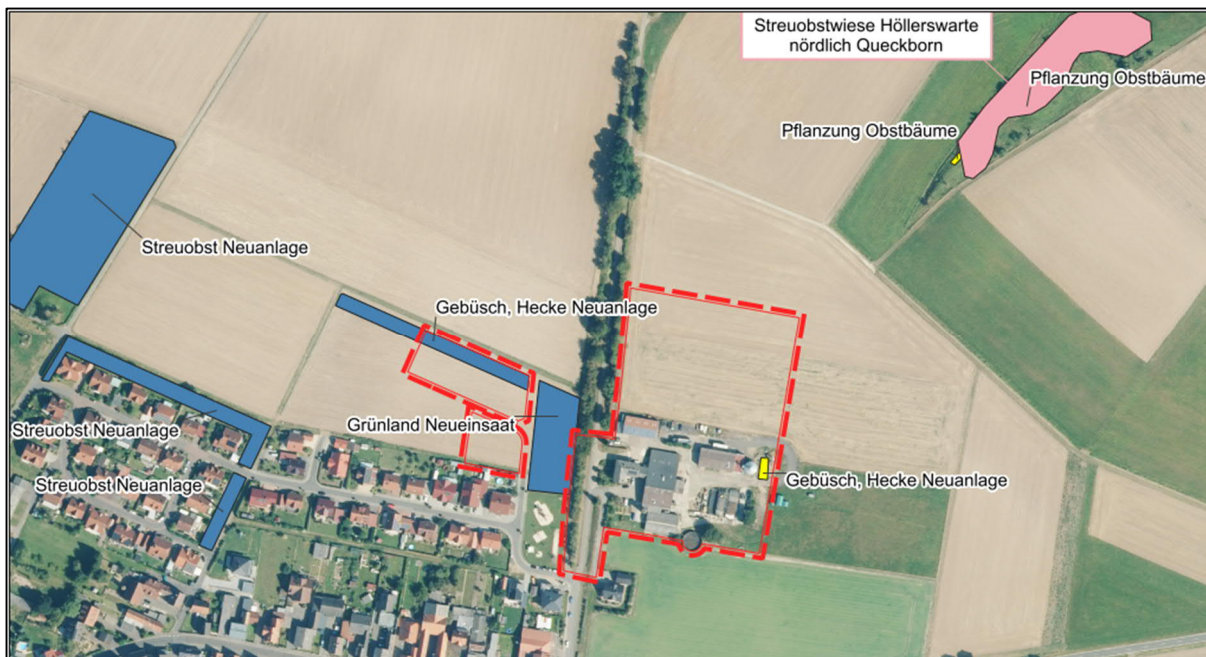 Streuobstwiese Höllerswarte
nördlich Queckborn
Pflanzung Obstbäume
Pflanzung Obstbäume
Streuobst Neuanlage
Gebüsch, Hecke Neuanlage
Grünland Neueinsaat
Streuobst Neuanlage
Streuobst Neuanlage
Gebüsch, Hecke Neuanlage